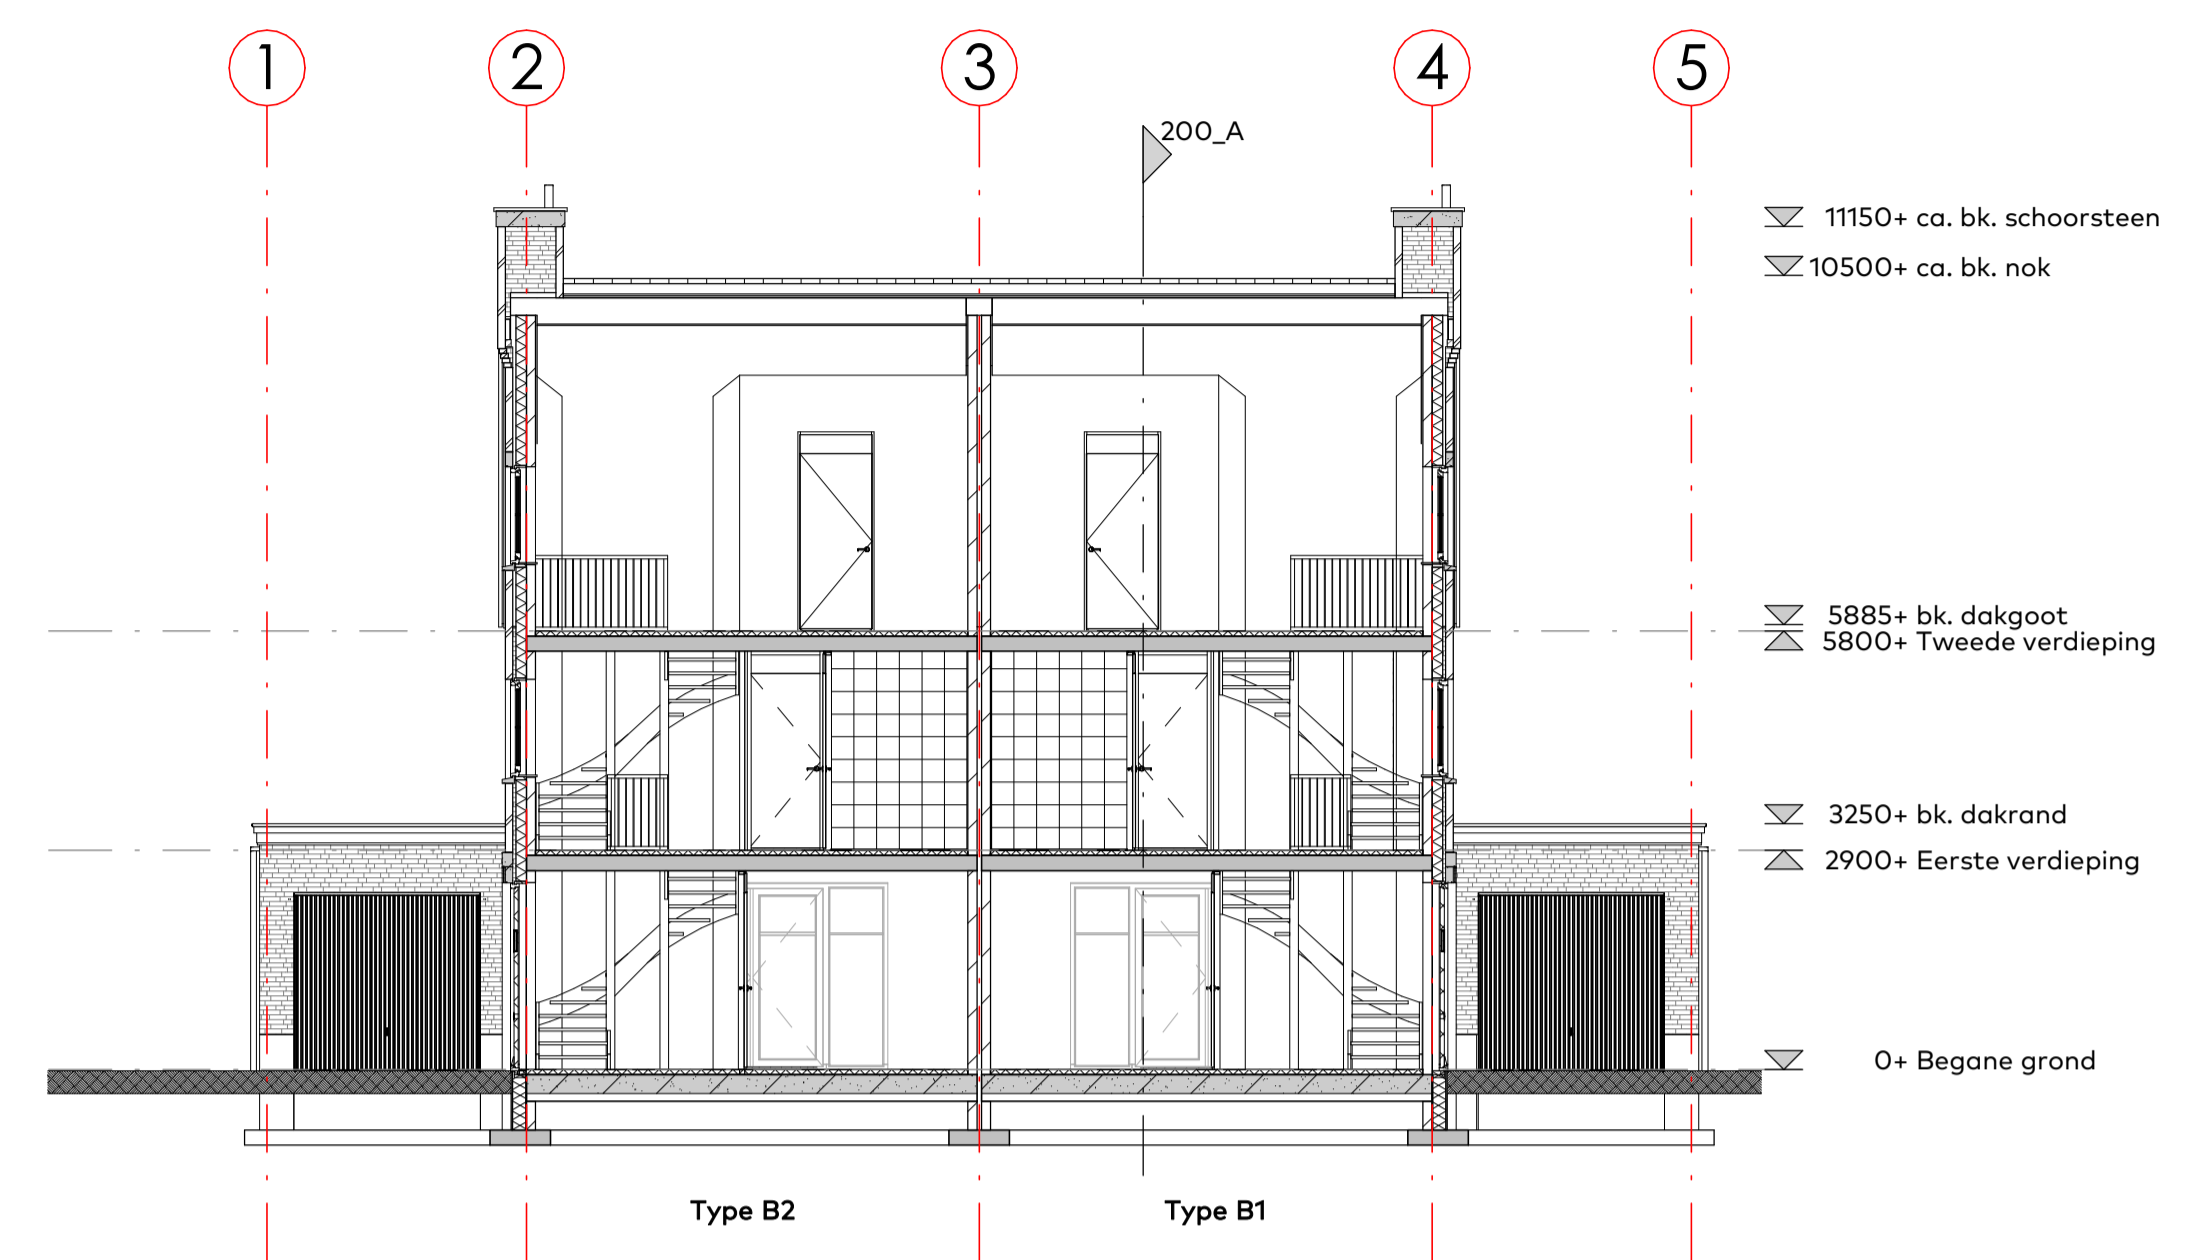 1 2 3 4 5
200_A
11150+ ca. bk. schoorsteen
10500+ ca. bk. nok
5885+ bk. dakgoot
5800+ Tweede verdieping
3250+ bk. dakrand
2900+ Eerste verdieping
0+ Begane grond
Type B2 Type B1